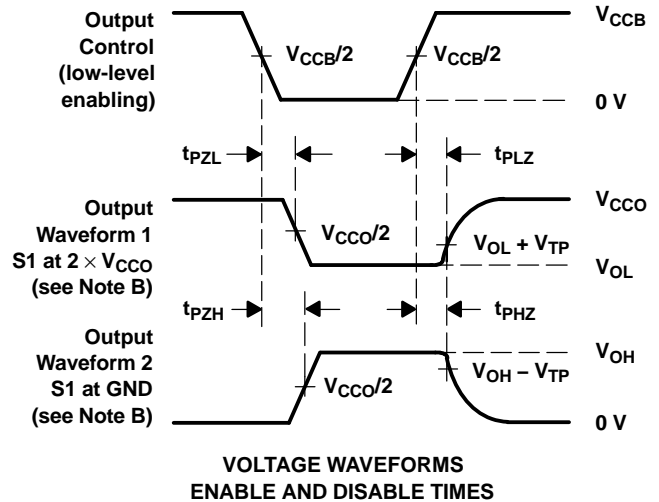 Output
Control
(low-level
enabling)
V_CCB/2
V_CCB/2
V_CCB
0 V
t_PZL
t_PLZ
Output
Waveform 1
S1 at 2 × V_CCO
(see Note B)
V_CCO/2
V_CCO
V_OL + V_TP
V_OL
t_PZH
t_PHZ
Output
Waveform 2
S1 at GND
(see Note B)
V_CCO/2
V_OH
V_OH − V_TP
0 V
VOLTAGE WAVEFORMS
ENABLE AND DISABLE TIMES